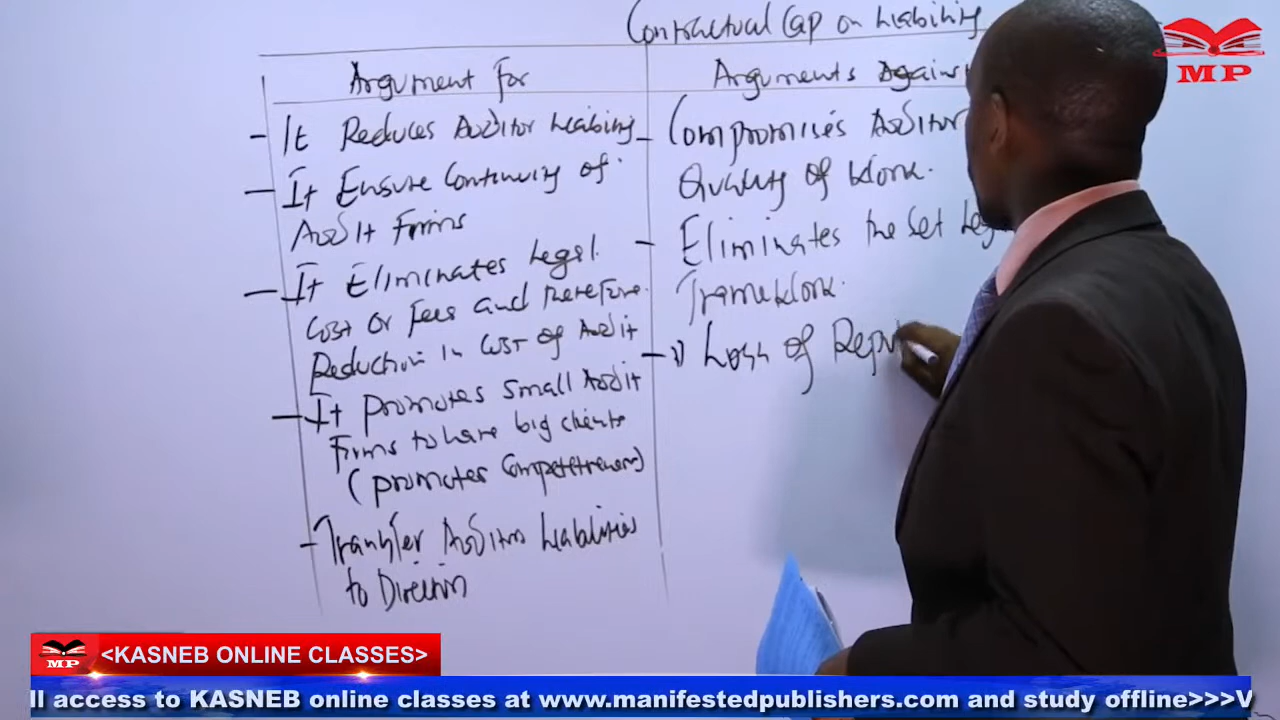 Contractual Cap on Liability
Argument for
Arguments Agains
- It Reduces Auditor Liability
- It Ensure Continuity of
Audit Firms
- It Eliminates Legal
Cost or Fees and therefore
Reduction in Cost of Audit
- It promotes small Audit
Firms to have big clients
(promotes Competitiveness)
- Transfer Auditors Liabilities
to Directors
- Compromises Auditor
Quality of Work.
- Eliminates the Set Leg
Framework.
- Loss of Repu
MP
MP
<KASNEB ONLINE CLASSES>
ll access to KASNEB online classes at www.manifestedpublishers.com and study offline>>>V